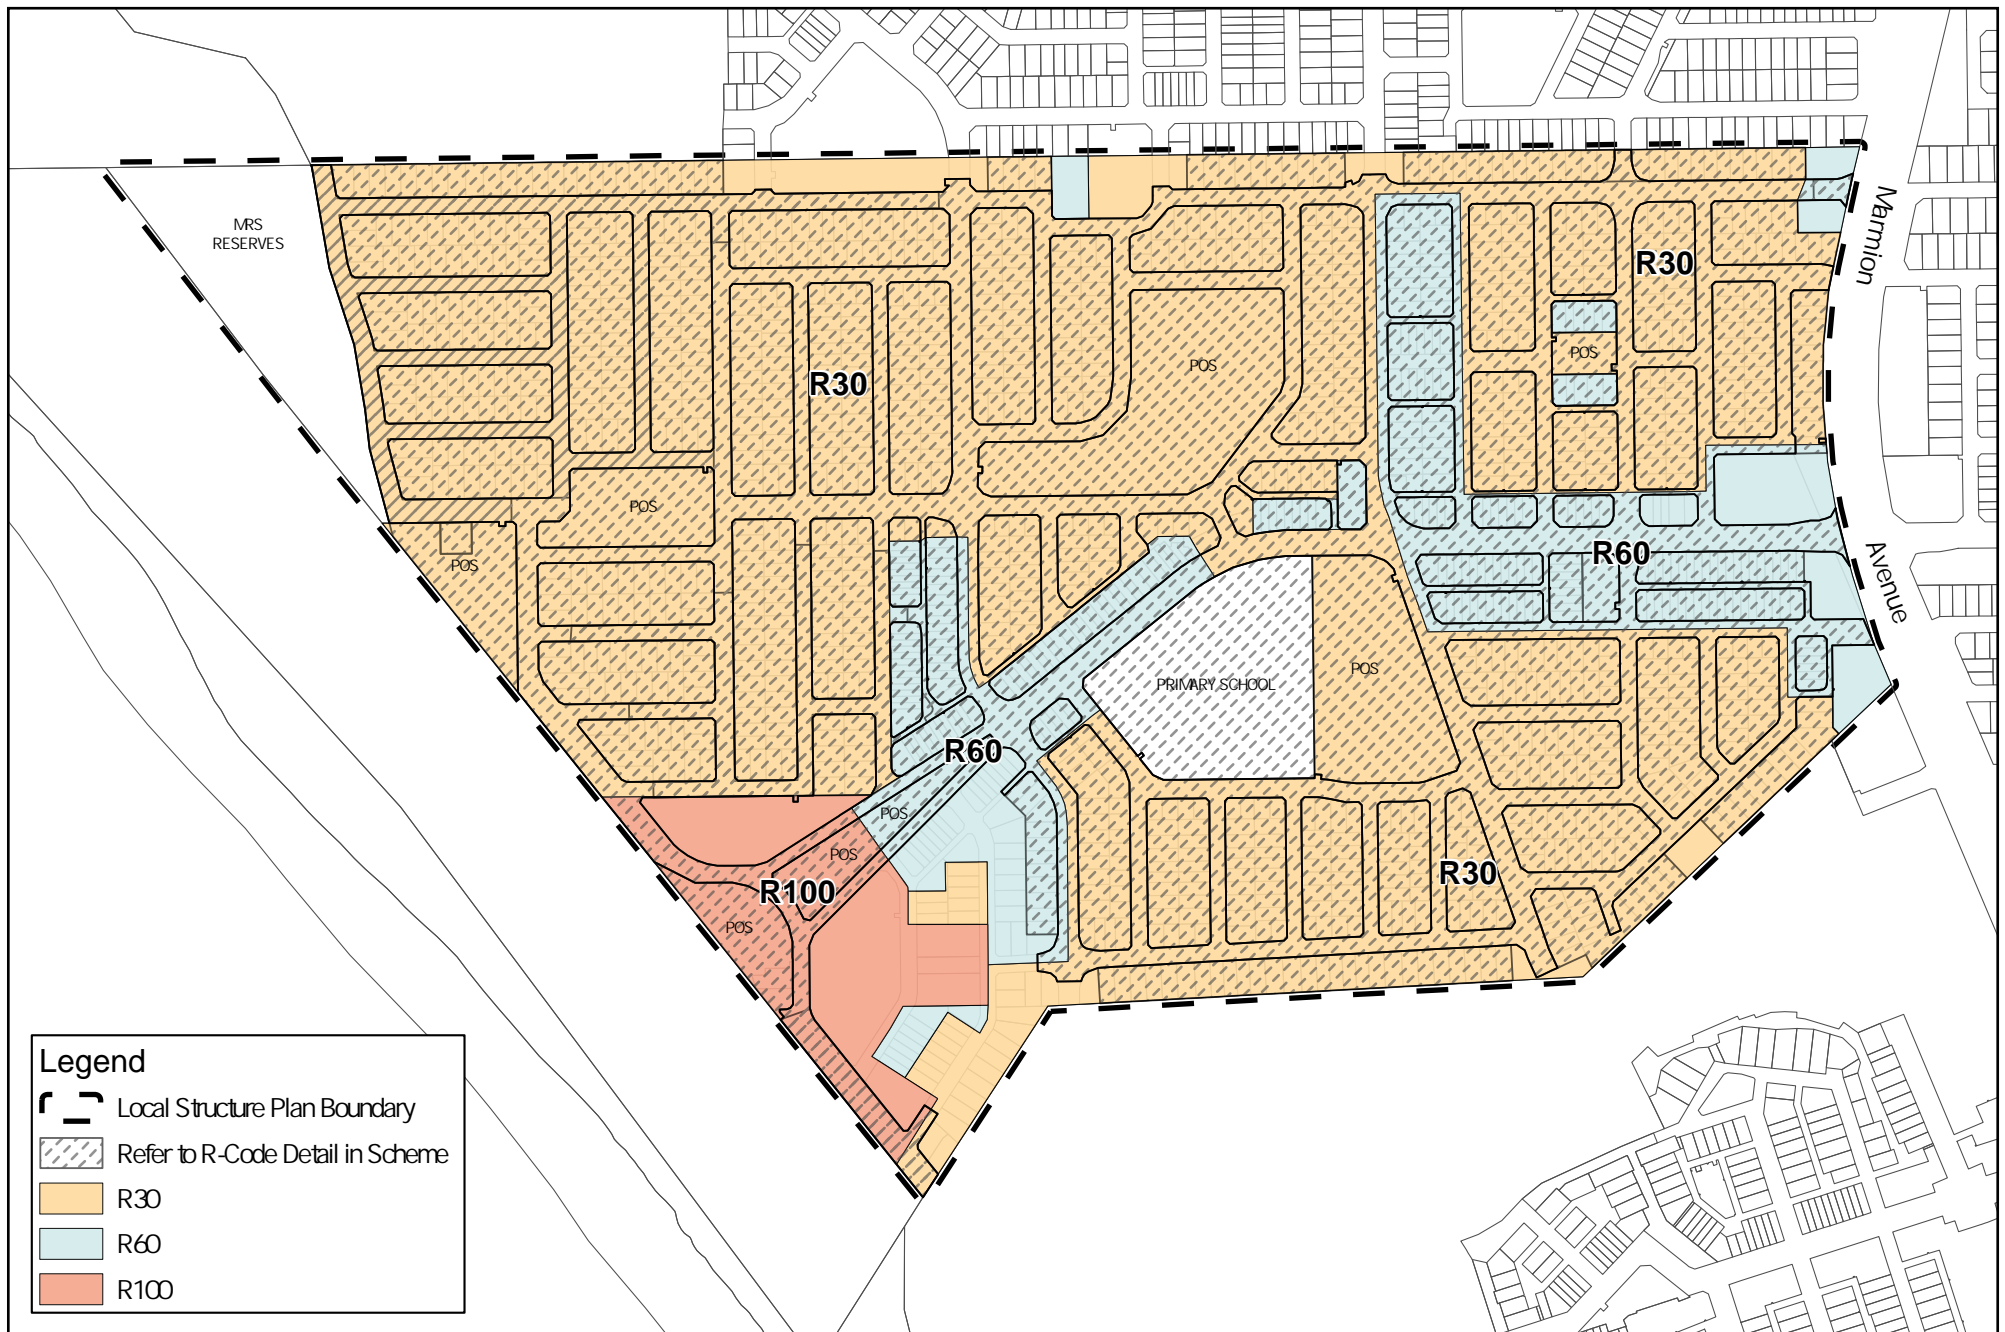 MRS
RESERVES
Marmion
R30
POS
POS
R30
POS
POS
R60
Avenue
PRIMARY SCHOOL
POS
R60
POS
POS
R100
R30
POS
Legend
Local Structure Plan Boundary
Refer to R-Code Detail in Scheme
R30
R60
R100